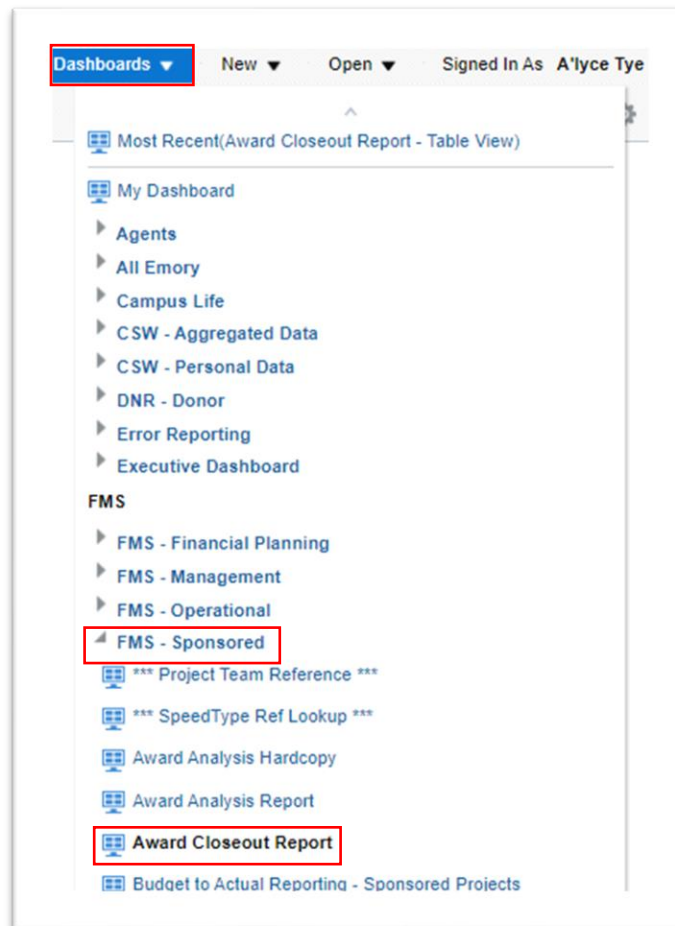 Dashboards New Open Signed In As A'lyce Tye
Most Recent(Award Closeout Report - Table View)
My Dashboard
Agents
All Emory
Campus Life
CSW - Aggregated Data
CSW - Personal Data
DNR - Donor
Error Reporting
Executive Dashboard
FMS
FMS - Financial Planning
FMS - Management
FMS - Operational
FMS - Sponsored
*** Project Team Reference ***
*** SpeedType Ref Lookup ***
Award Analysis Hardcopy
Award Analysis Report
Award Closeout Report
Budget to Actual Reporting - Sponsored Projects